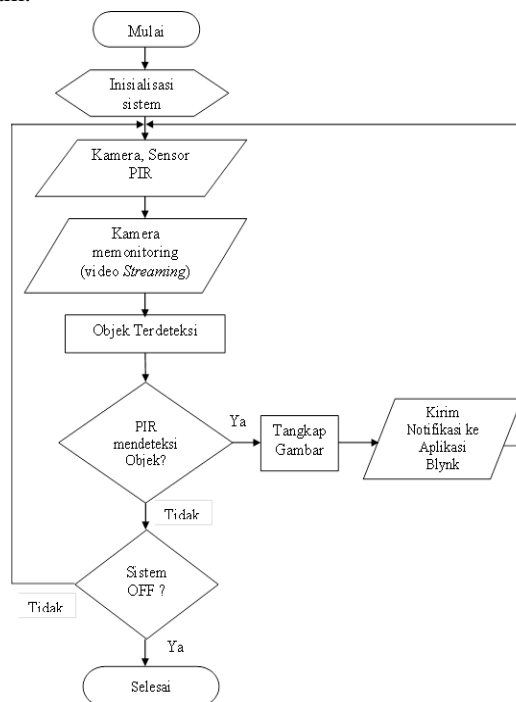 Mulai
Inisialisasi
sistem
Kamera, Sensor
PIR
Kamera
memonitoring
(video Streaming)
Objek Terdeteksi
PIR
mendeteksi
Objek?
Ya
Tangkap
Gambar
Kirim
Notifikasi ke
Aplikasi
Blynk
Tidak
Sistem
OFF ?
Tidak
Ya
Selesai